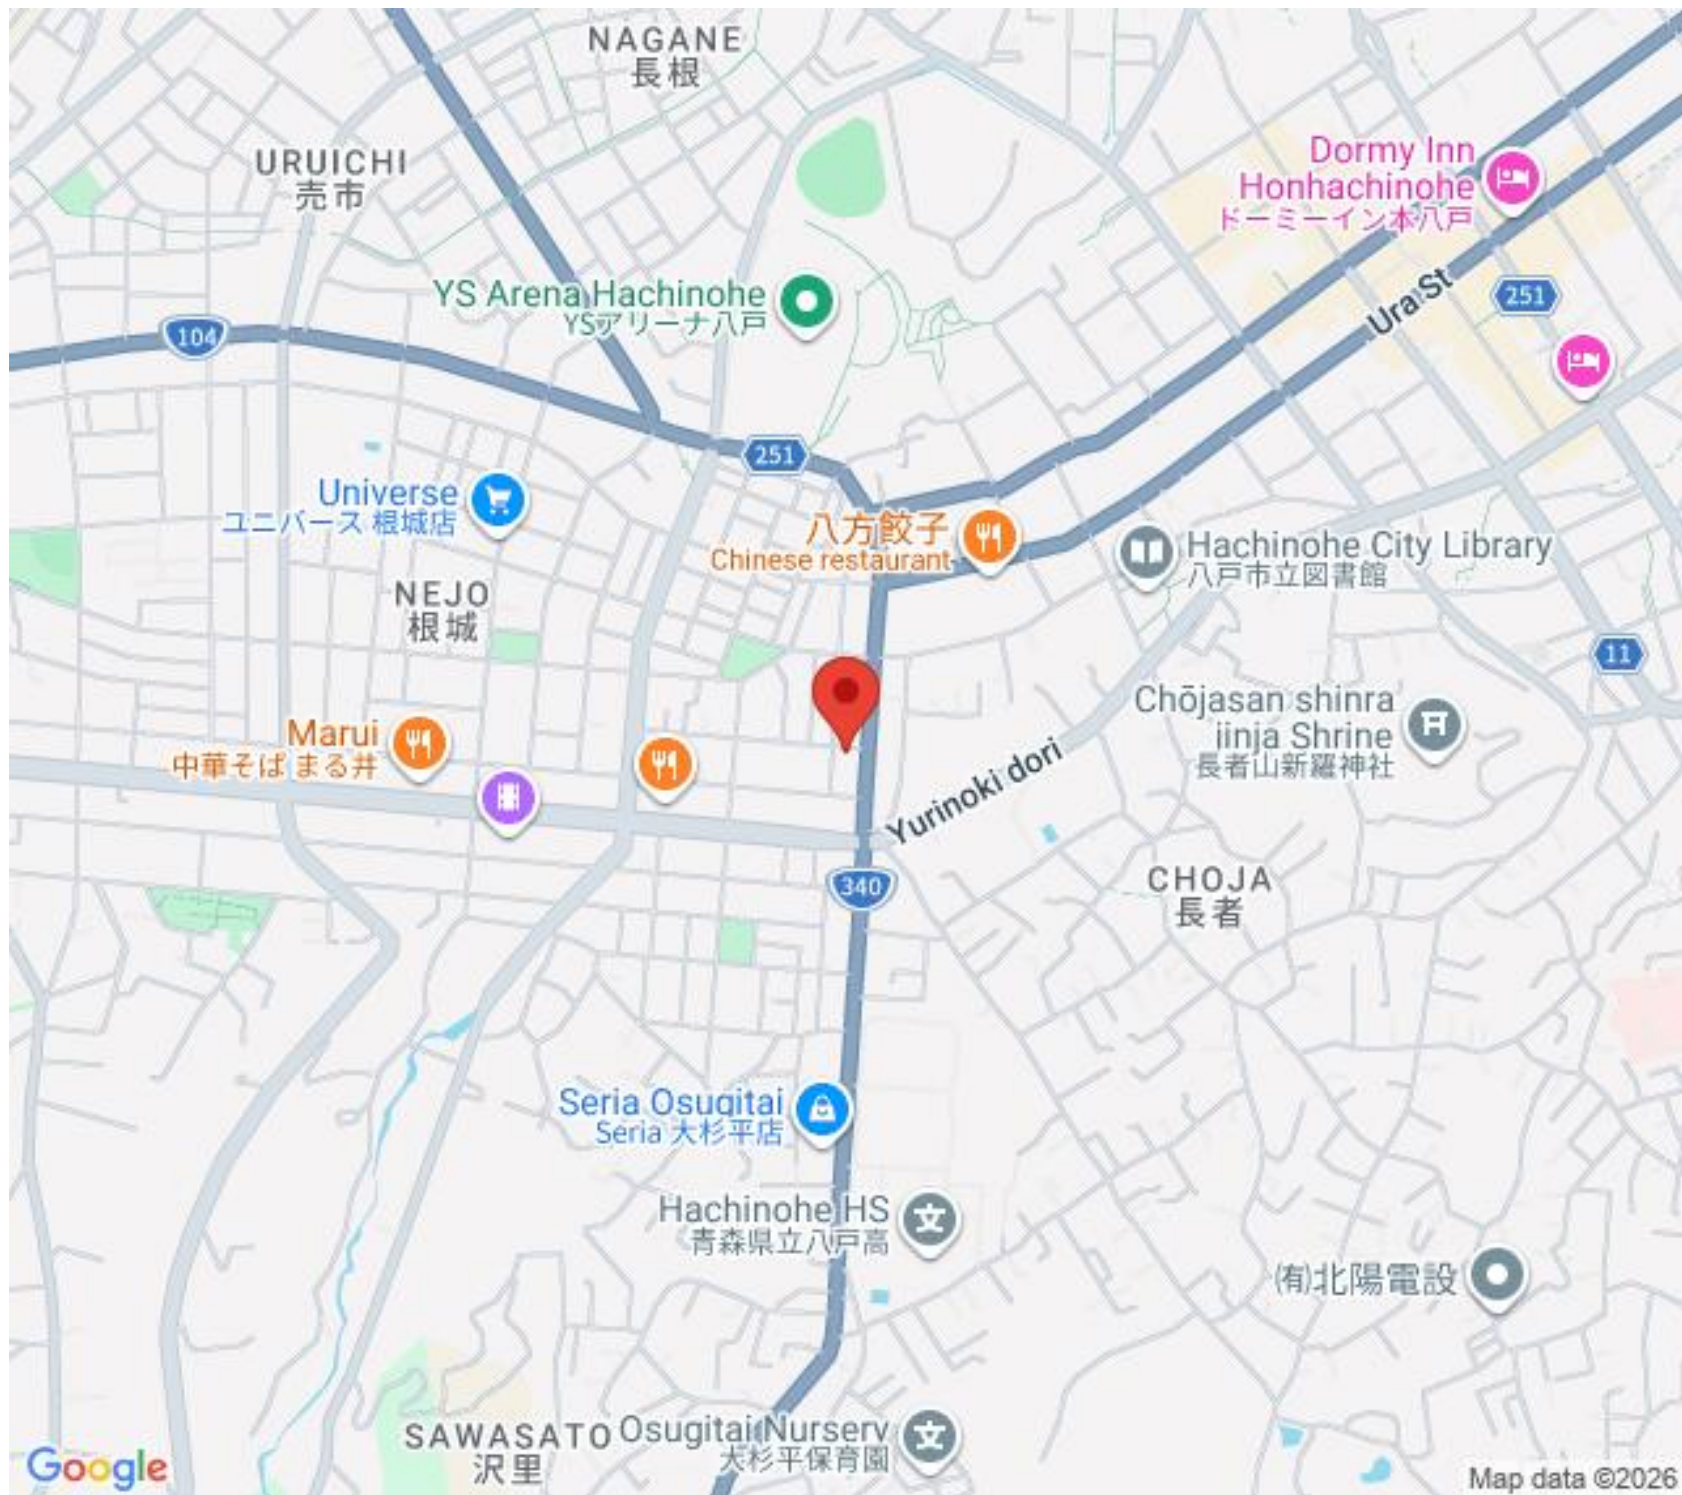 NAGANE
長根
URUICHI
売市
Dormy Inn
Honhachinohe
ドーミーイン本八戸
YS Arena Hachinohe
YSアリーナ八戸
251
Ura St
104
251
Universe
ユニバース 根城店
八方餃子
Chinese restaurant
Hachinohe City Library
八戸市立図書館
NEJO
根城
11
Chōjasan shinra
jinja Shrine
長者山新羅神社
Marui
中華そば まる井
Yurinoki dori
340
CHOJA
長者
Seria Osugitai
Seria 大杉平店
Hachinohe HS
青森県立八戸高
㈲北陽電設
SAWASATO
沢里
Osugitai Nursery
大杉平保育園
Google
Map data ©2026